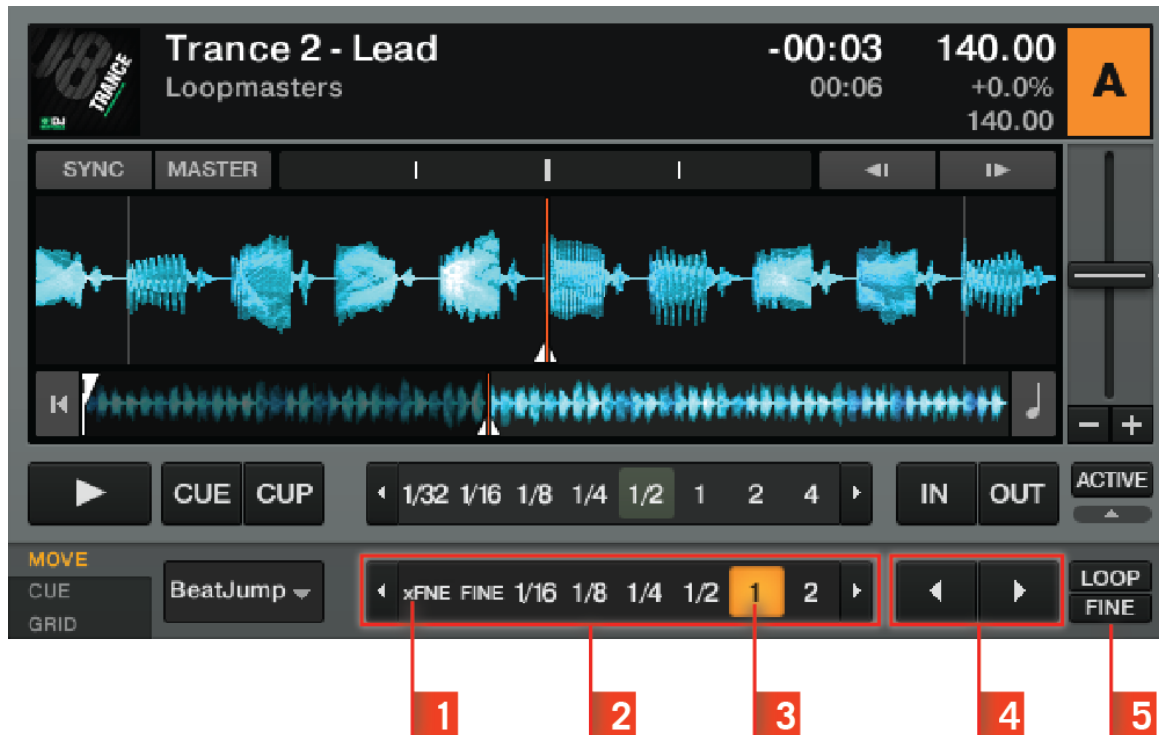 18
TRANCE
Trance 2 - Lead
Loopmasters
-00:03
00:06
140.00
+0.0%
140.00
A
SYNC MASTER
− +
CUE CUP
1/32 1/16 1/8 1/4 1/2 1 2 4
IN OUT
ACTIVE
MOVE
CUE
GRID
BeatJump
xFNE FINE 1/16 1/8 1/4 1/2 1 2
LOOP
FINE
1 2 3 4 5